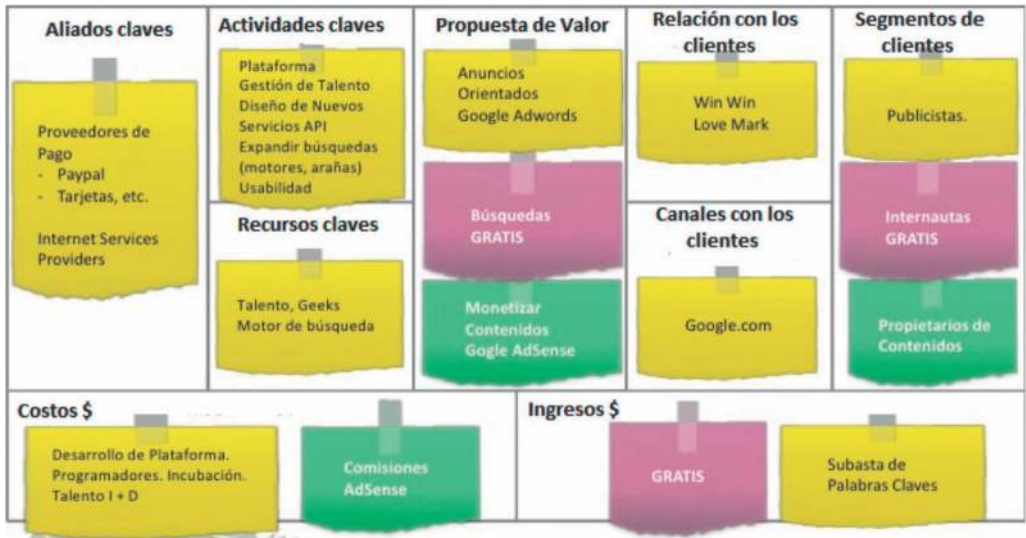 Aliados claves
Proveedores de
Pago
- Paypal
- Tarjetas, etc.
Internet Services
Providers
Actividades claves
Plataforma
Gestión de Talento
Diseño de Nuevos
Servicios API
Expandir búsquedas
(motores, arañas)
Usabilidad
Recursos claves
Talento, Geeks
Motor de búsqueda
Propuesta de Valor
Anuncios
Orientados
Google Adwords
Búsquedas
GRATIS
Monetizar
Contenidos
Gogle AdSense
Relación con los
clientes
Win Win
Love Mark
Canales con los
clientes
Google.com
Segmentos de
clientes
Publicistas.
Internautas
GRATIS
Propietarios de
Contenidos
Costos $
Desarrollo de Plataforma.
Programadores. Incubación.
Talento I + D
Comisiones
AdSense
Ingresos $
GRATIS
Subasta de
Palabras Claves